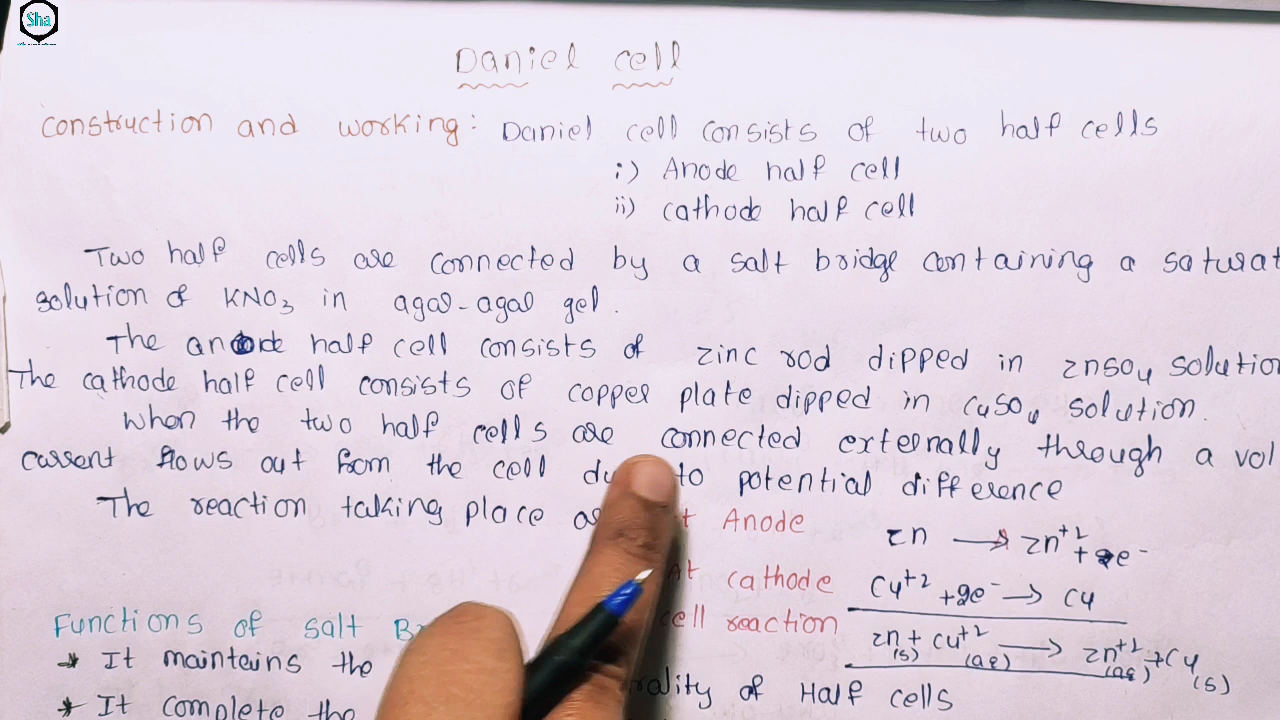 Sha
Daniel cell
Construction and working: Daniel cell consists of two half cells
i) Anode half cell
ii) cathode half cell
Two half cells are connected by a salt bridge containing a saturat
solution of KNO3 in agar-agar gel.
The anode half cell consists of zinc rod dipped in ZnSO4 solution
The cathode half cell consists of copper plate dipped in CuSO4 solution.
When the two half cells are connected externally through a vol
current flows out from the cell du to potential difference
The reaction taking place a t Anode Zn → Zn+2 + 2e-
At cathode Cu+2 + 2e- → Cu
cell reaction Zn(s) + Cu+2(aq) → Zn+2(aq) + Cu(s)
Functions of salt B
* It mainteins the rality of Half cells
* It complete the